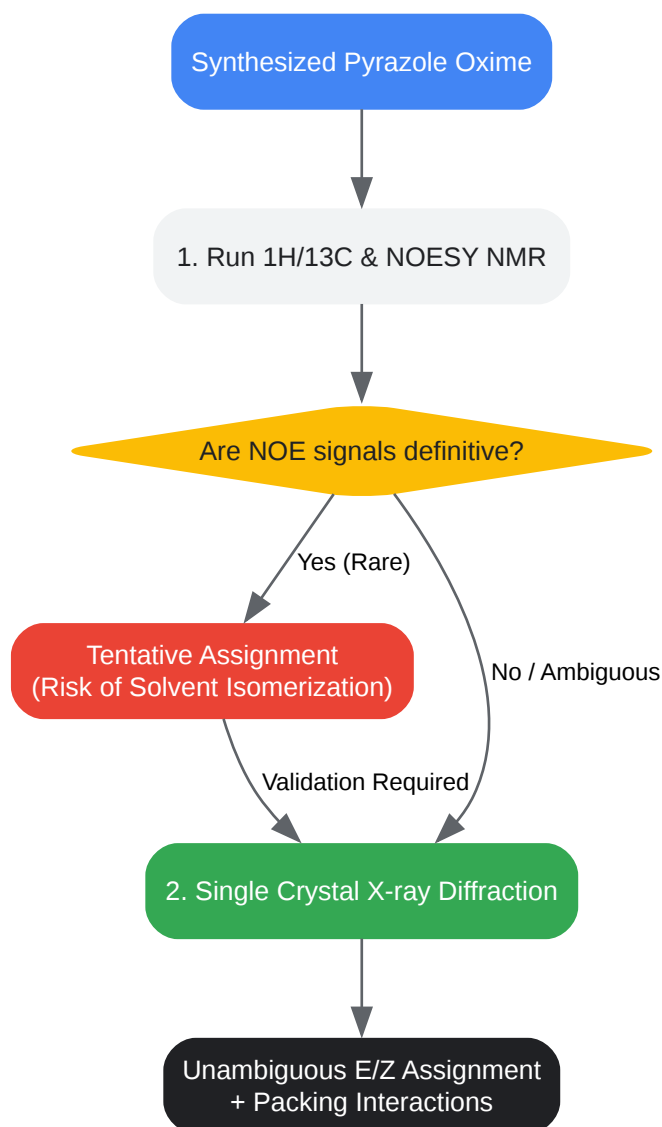 Synthesized Pyrazole Oxime
1. Run 1H/13C & NOESY NMR
Are NOE signals definitive?
Yes (Rare)
Tentative Assignment
(Risk of Solvent Isomerization)
No / Ambiguous
Validation Required
2. Single Crystal X-ray Diffraction
Unambiguous E/Z Assignment
+ Packing Interactions